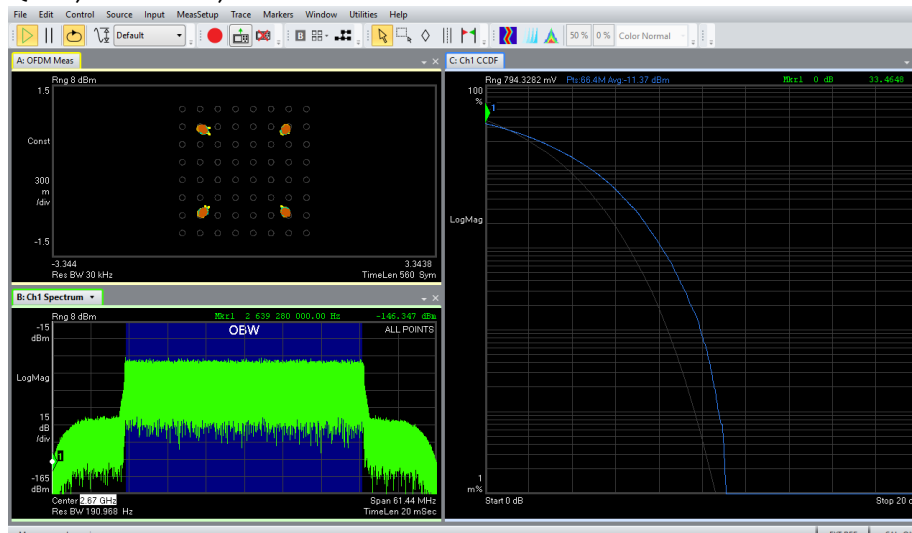 File Edit Control Source Input MeasSetup Trace Markers Window Utilities Help
Default
50 % 0 % Color Normal
A: OFDM Meas
Rng 8 dBm
1.5
Const
300
m
/div
-1.5
-3.344 3.3438
Res BW 30 kHz TimeLen 560 Sym
B: Ch1 Spectrum
Rng 8 dBm Mkr1 2 639 280 000.00 Hz -146.347 dBm
-15
dBm
OBW
ALL POINTS
LogMag
15
dB
/div
1
-165
dBm
Center 2.67 GHz Span 61.44 MHz
Res BW 190.968 Hz TimeLen 20 mSec
C: Ch1 CCDF
Rng 794.3282 mV Pts:66.4M Avg:-11.37 dBm Mkr1 0 dB 33.4648
100
%
1
LogMag
1
m%
Start 0 dB Stop 20